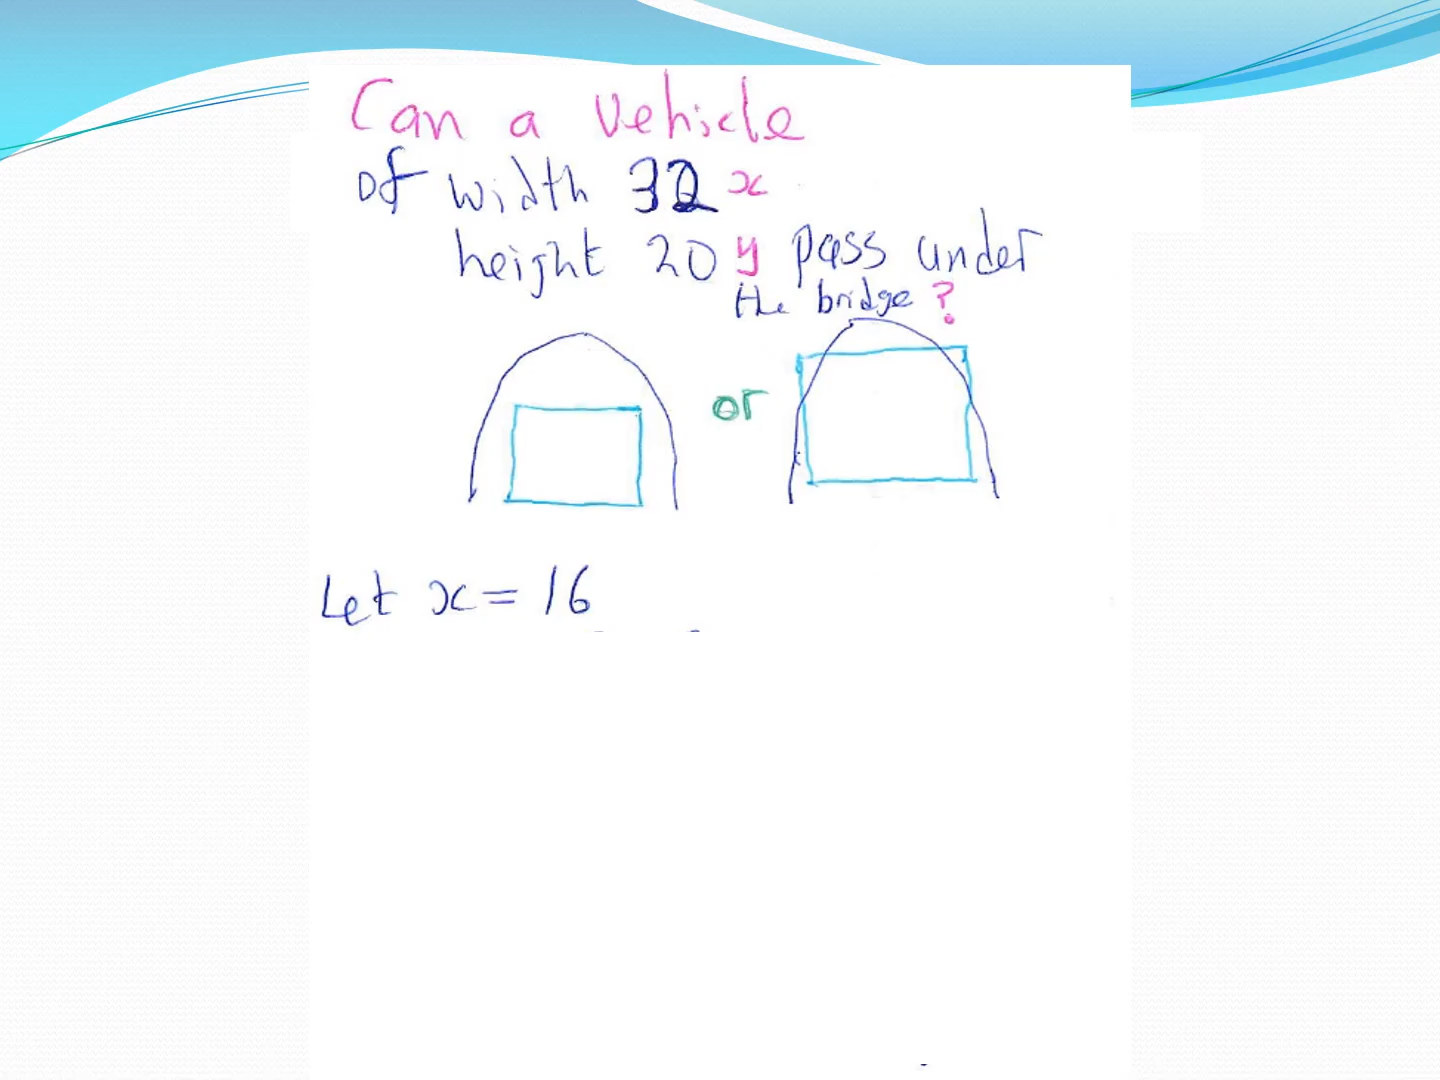 Can a vehicle
of width 32 x
height 20 y pass under
the bridge ?
or
Let x = 16